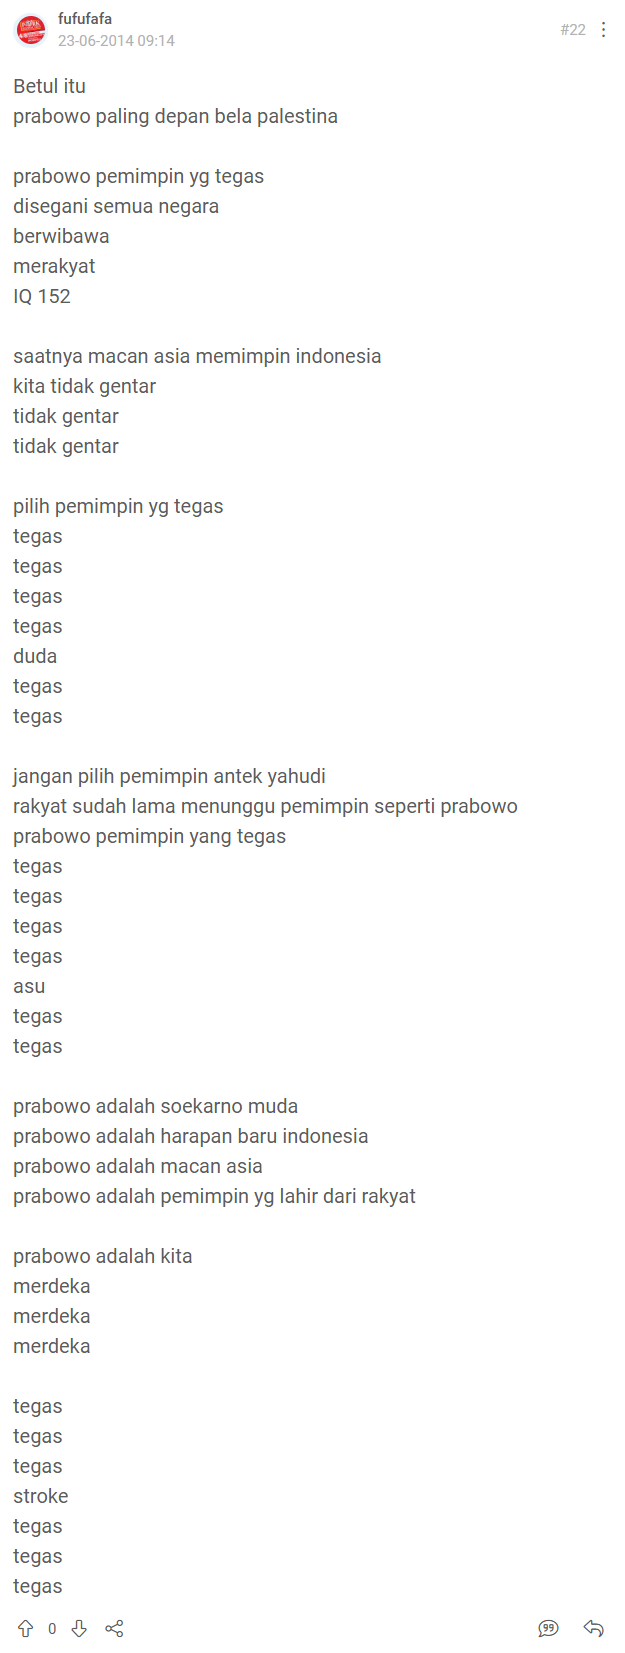 fufufafa
23-06-2014 09:14
#22
Betul itu
prabowo paling depan bela palestina
prabowo pemimpin yg tegas
disegani semua negara
berwibawa
merakyat
IQ 152
saatnya macan asia memimpin indonesia
kita tidak gentar
tidak gentar
tidak gentar
pilih pemimpin yg tegas
tegas
tegas
tegas
tegas
duda
tegas
tegas
jangan pilih pemimpin antek yahudi
rakyat sudah lama menunggu pemimpin seperti prabowo
prabowo pemimpin yang tegas
tegas
tegas
tegas
tegas
asu
tegas
tegas
prabowo adalah soekarno muda
prabowo adalah harapan baru indonesia
prabowo adalah macan asia
prabowo adalah pemimpin yg lahir dari rakyat
prabowo adalah kita
merdeka
merdeka
merdeka
tegas
tegas
tegas
stroke
tegas
tegas
tegas
0